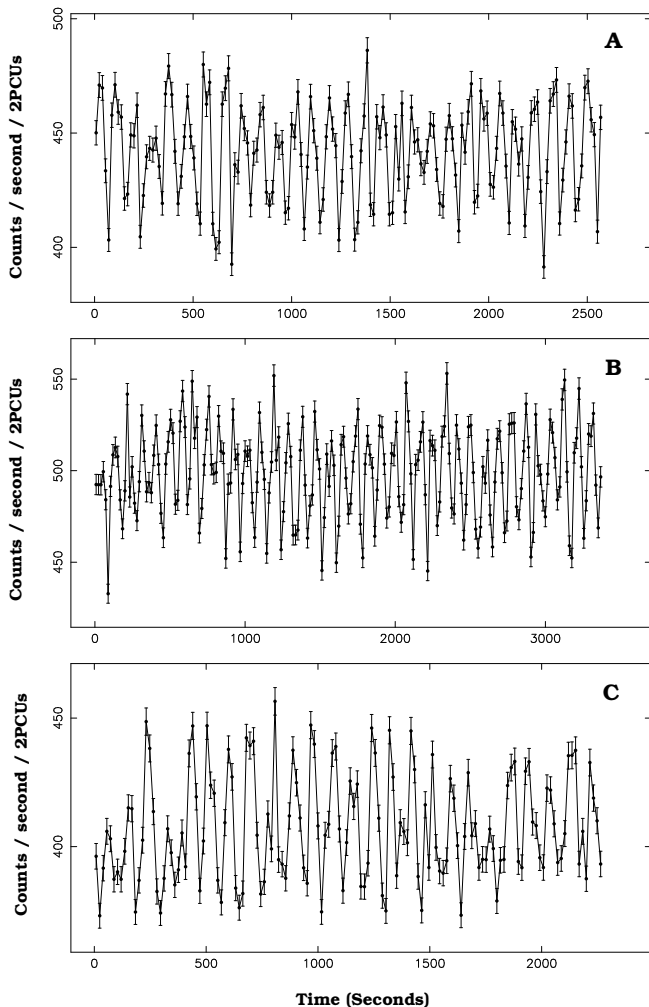 500
A
450
Counts / second / 2PCUs
400
0 500 1000 1500 2000 2500
B
550
500
Counts / second / 2PCUs
450
0 1000 2000 3000
C
450
Counts / second / 2PCUs
400
0 500 1000 1500 2000
Time (Seconds)